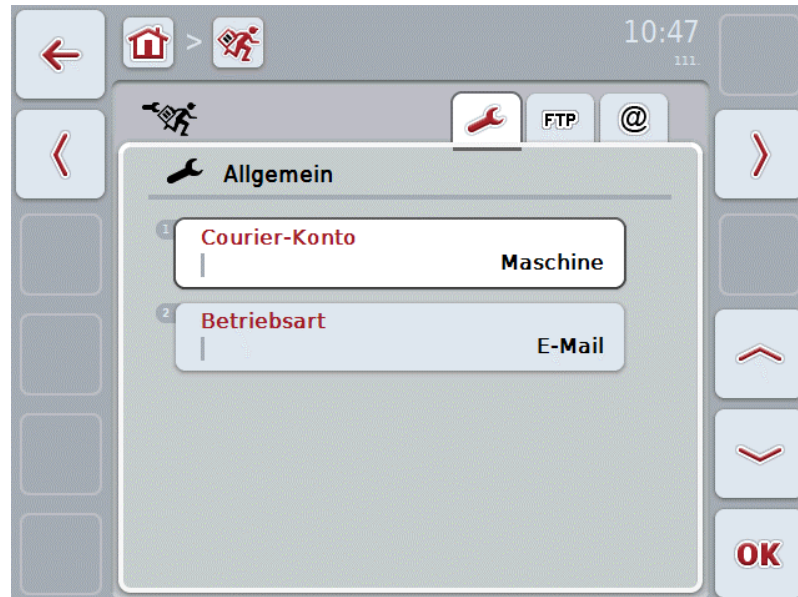 >
10:47
111.
FTP
@
Allgemein
1
Courier-Konto
Maschine
2
Betriebsart
E-Mail
OK